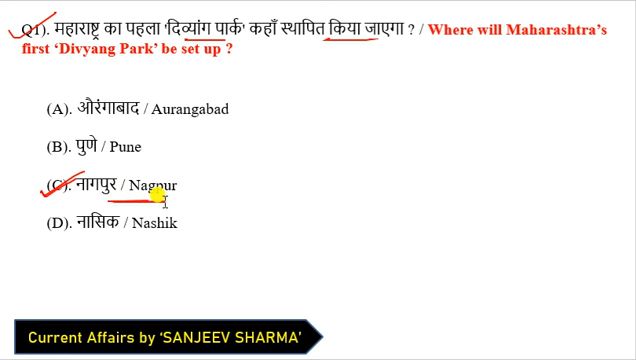 Q1). महाराष्ट्र का पहला 'दिव्यांग पार्क' कहाँ स्थापित किया जाएगा ? / Where will Maharashtra's
first 'Divyang Park' be set up ?
(A). औरंगाबाद / Aurangabad
(B). पुणे / Pune
(C). नागपुर / Nagpur
(D). नासिक / Nashik
Current Affairs by 'SANJEEV SHARMA'